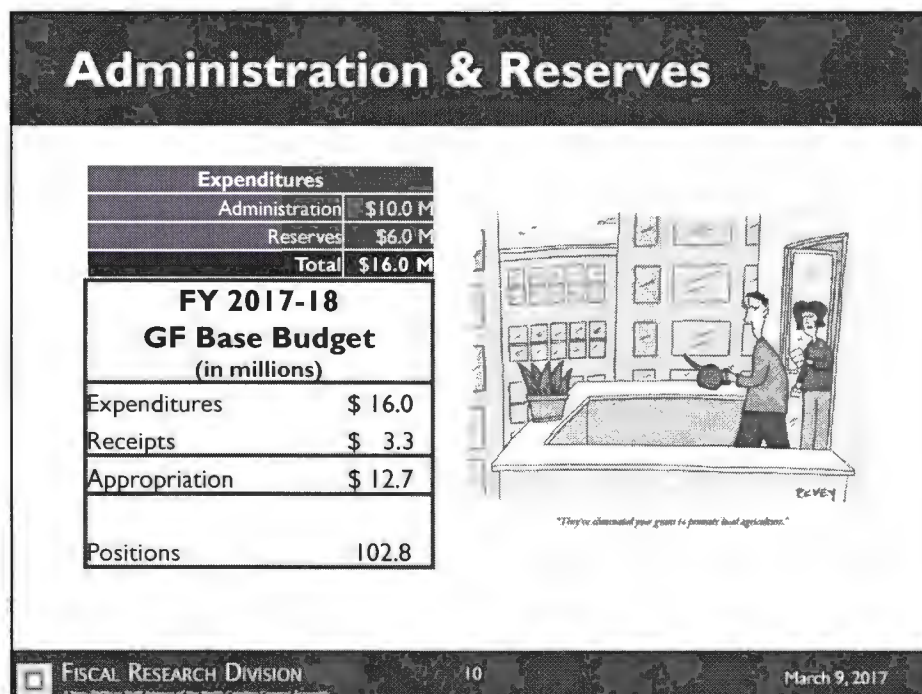 Administration & Reserves
Expenditures
Administration $10.0 M
Reserves $6.0 M
Total $16.0 M
FY 2017-18
GF Base Budget
(in millions)
Expenditures $ 16.0
Receipts $ 3.3
Appropriation $ 12.7
Positions 102.8
"They've eliminated your grant to promote local agriculture."
FISCAL RESEARCH DIVISION
10
March 9, 2017